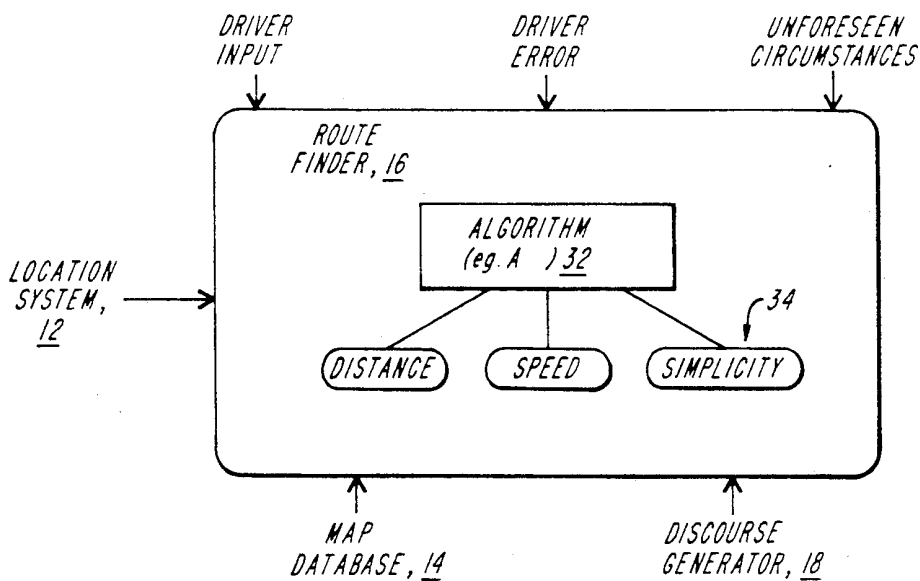 DRIVER
INPUT
DRIVER
ERROR
UNFORESEEN
CIRCUMSTANCES
ROUTE
FINDER, 16
ALGORITHM
(eg. A ) 32
LOCATION
SYSTEM,
12
34
DISTANCE
SPEED
SIMPLICITY
MAP
DATABASE, 14
DISCOURSE
GENERATOR, 18